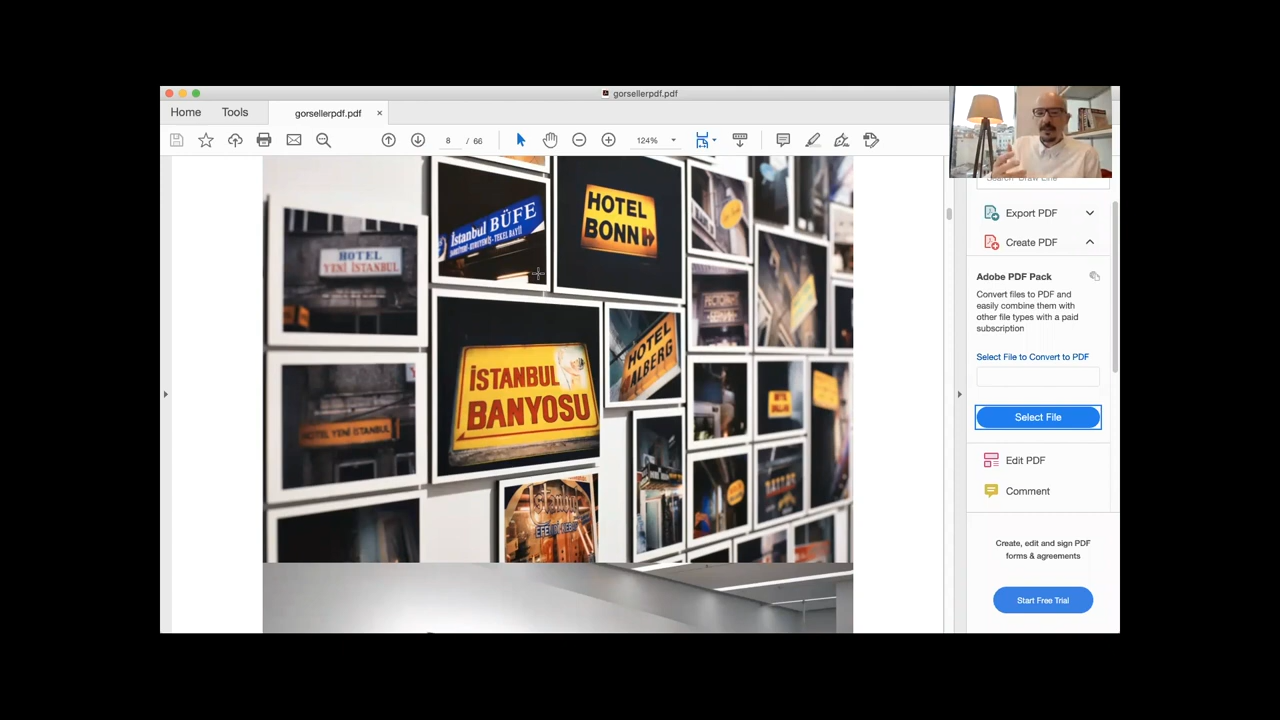 gorsellerpdf.pdf
Home
Tools
gorsellerpdf.pdf
8 / 66
124%
Export PDF
Create PDF
Adobe PDF Pack
Convert files to PDF and
easily combine them with
other file types with a paid
subscription
Select File to Convert to PDF
Select File
Edit PDF
Comment
Create, edit and sign PDF
forms & agreements
Start Free Trial
HOTEL
YENİ İSTANBUL
İstanbul BÜFE
HOTEL
BONN
İSTANBUL
BANYOSU
HOTEL
ALBERG
HOTEL YENİ İSTANBUL